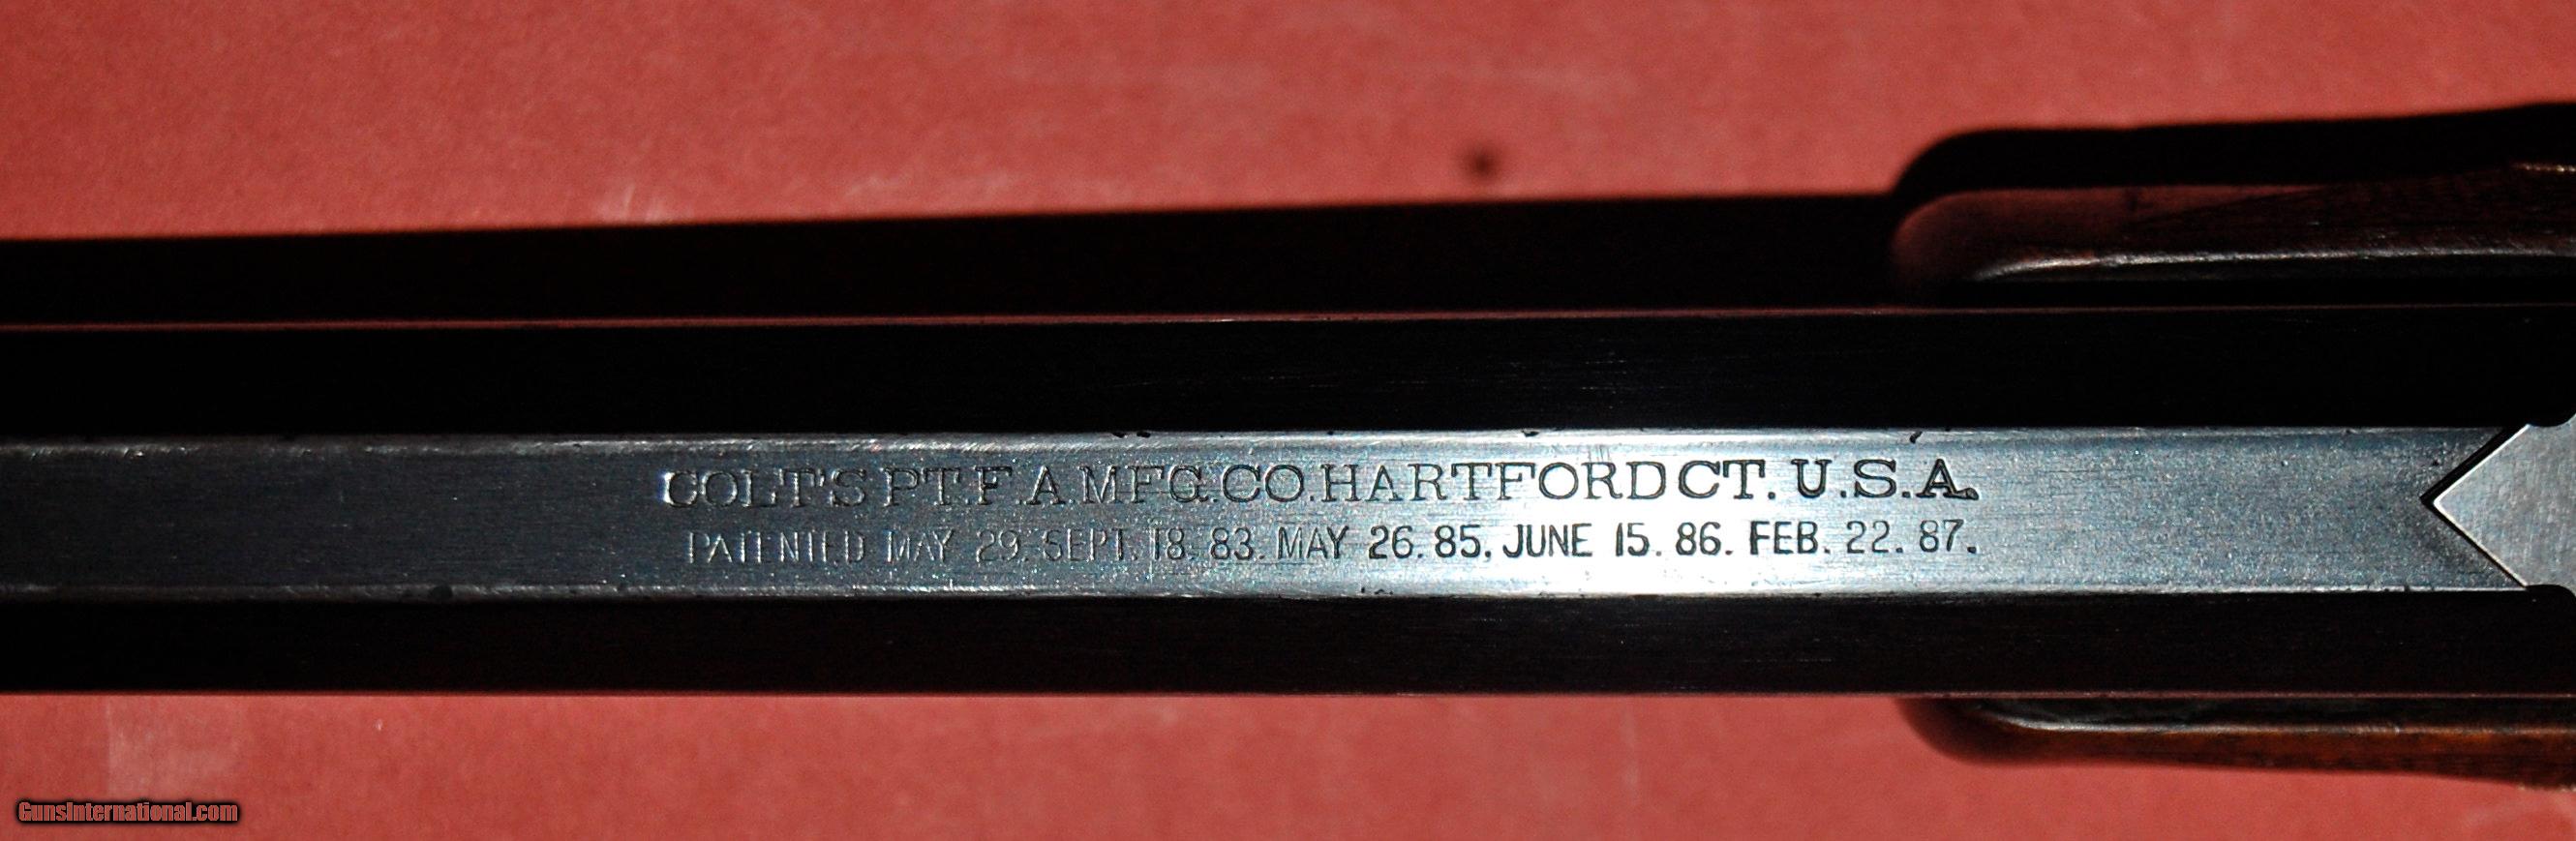 COLT'S PT. F. A. MFG. CO. HARTFORD CT. U.S.A.
PATENTED MAY 29. SEPT. 18. 83. MAY 26. 85, JUNE 15. 86. FEB. 22. 87.
GunsInternational.com